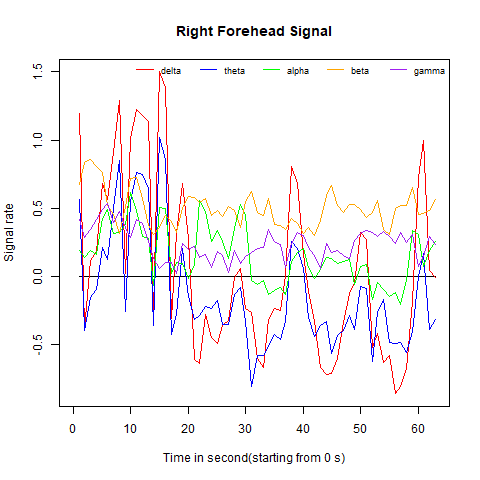 Right Forehead Signal
delta theta alpha beta gamma
Signal rate
1.5
1.0
0.5
0.0
-0.5
0 10 20 30 40 50 60
Time in second(starting from 0 s)